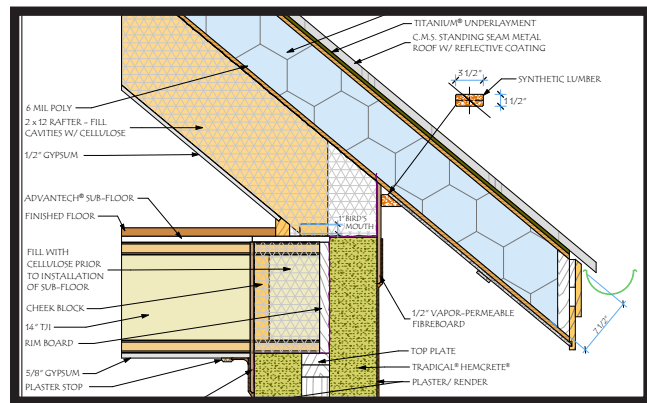 TITANIUM® UNDERLAYMENT
C.M.S. STANDING SEAM METAL
ROOF W/ REFLECTIVE COATING
3 1/2"
SYNTHETIC LUMBER
1 1/2"
6 MIL POLY
2 x 12 RAFTER - FILL
CAVITIES W/ CELLULOSE
1/2" GYPSUM
ADVANTECH® SUB-FLOOR
FINISHED FLOOR
1" BIRD'S
MOUTH
FILL WITH
CELLULOSE PRIOR
TO INSTALLATION
OF SUB-FLOOR
CHEEK BLOCK
14" TJI
RIM BOARD
5/8" GYPSUM
PLASTER STOP
1/2" VAPOR-PERMEABLE
FIBREBOARD
7 1/2"
TOP PLATE
TRADICAL® HEMCRETE®
PLASTER/ RENDER